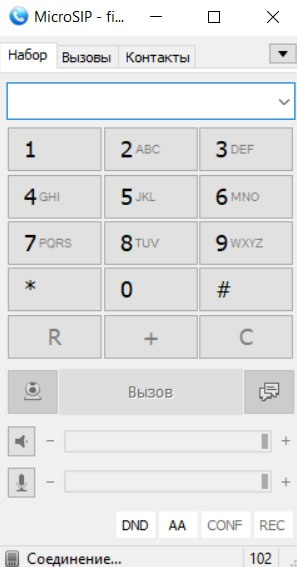 MicroSIP - fi...
Набор Вызовы Контакты
1 2 ABC 3 DEF
4 GHI 5 JKL 6 MNO
7 PQRS 8 TUV 9 WXYZ
* 0 #
R + C
Вызов
− +
− +
DND AA CONF REC
Соединение... 102